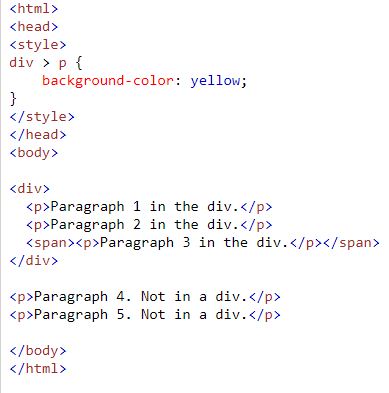 <html>
<head>
<style>
div > p {
    background-color: yellow;
}
</style>
</head>
<body>

<div>
  <p>Paragraph 1 in the div.</p>
  <p>Paragraph 2 in the div.</p>
  <span><p>Paragraph 3 in the div.</p></span>
</div>

<p>Paragraph 4. Not in a div.</p>
<p>Paragraph 5. Not in a div.</p>

</body>
</html>